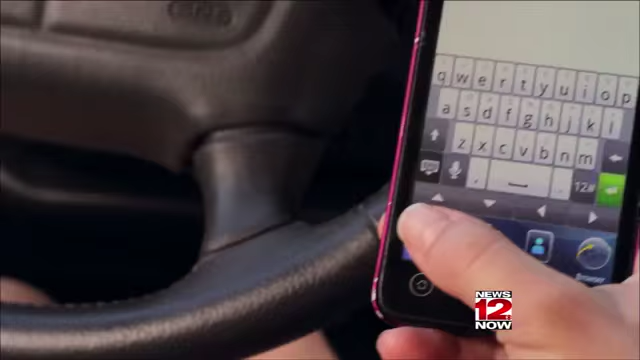 q w e r t y u i o p
a s d f g h j k l
z x c v b n m
, . 12#
NEWS
12
NOW